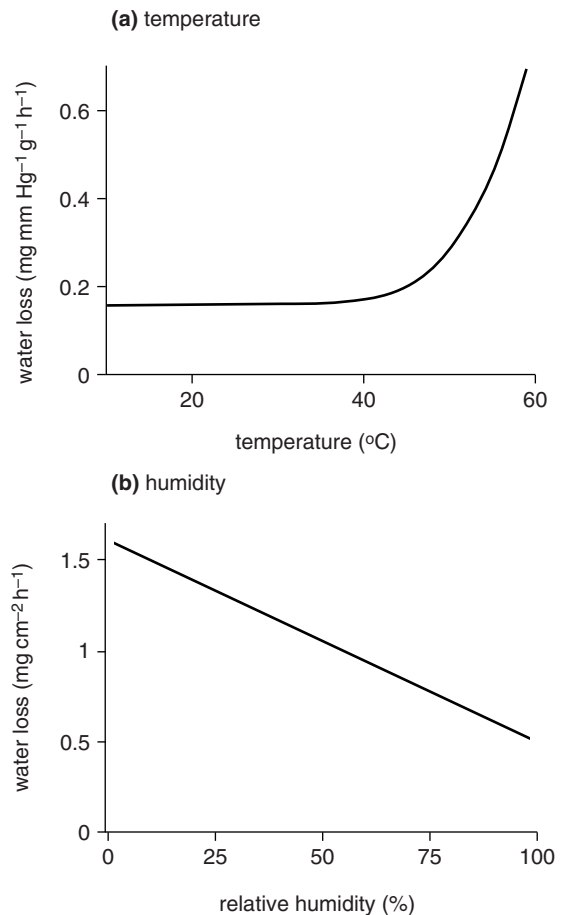 (a) temperature
water loss (mg mm Hg⁻¹ g⁻¹ h⁻¹)
0.6
0.4
0.2
0
20
40
60
temperature (ºC)
(b) humidity
water loss (mg cm⁻² h⁻¹)
1.5
1
0.5
0
0
25
50
75
100
relative humidity (%)